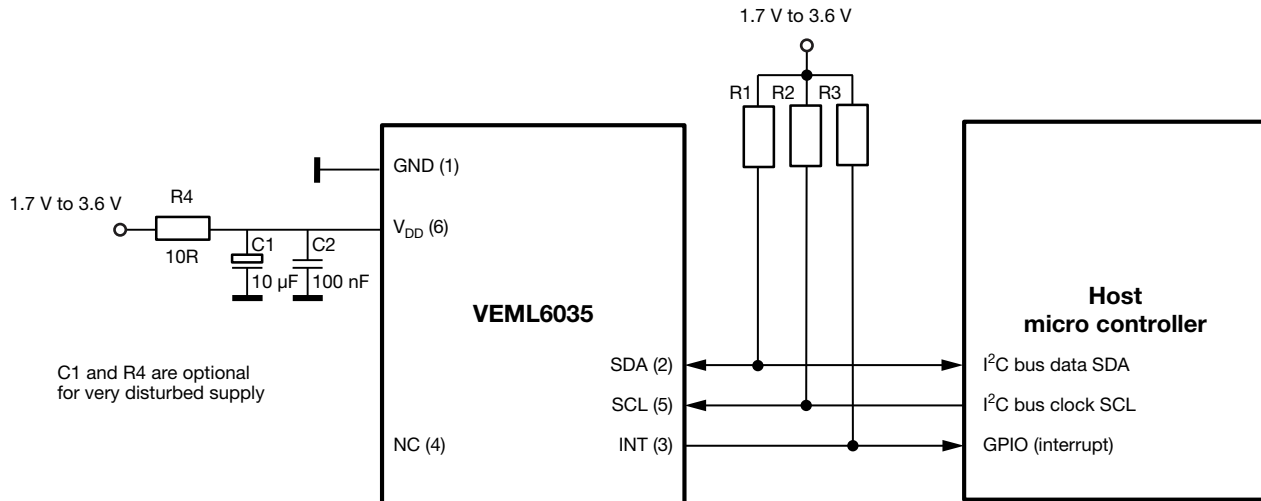 1.7 V to 3.6 V
R1
R2
R3
GND (1)
1.7 V to 3.6 V
R4
10R
V_DD (6)
C1
10 µF
C2
100 nF
VEML6035
Host
micro controller
C1 and R4 are optional
for very disturbed supply
SDA (2)
I²C bus data SDA
SCL (5)
I²C bus clock SCL
NC (4)
INT (3)
GPIO (interrupt)